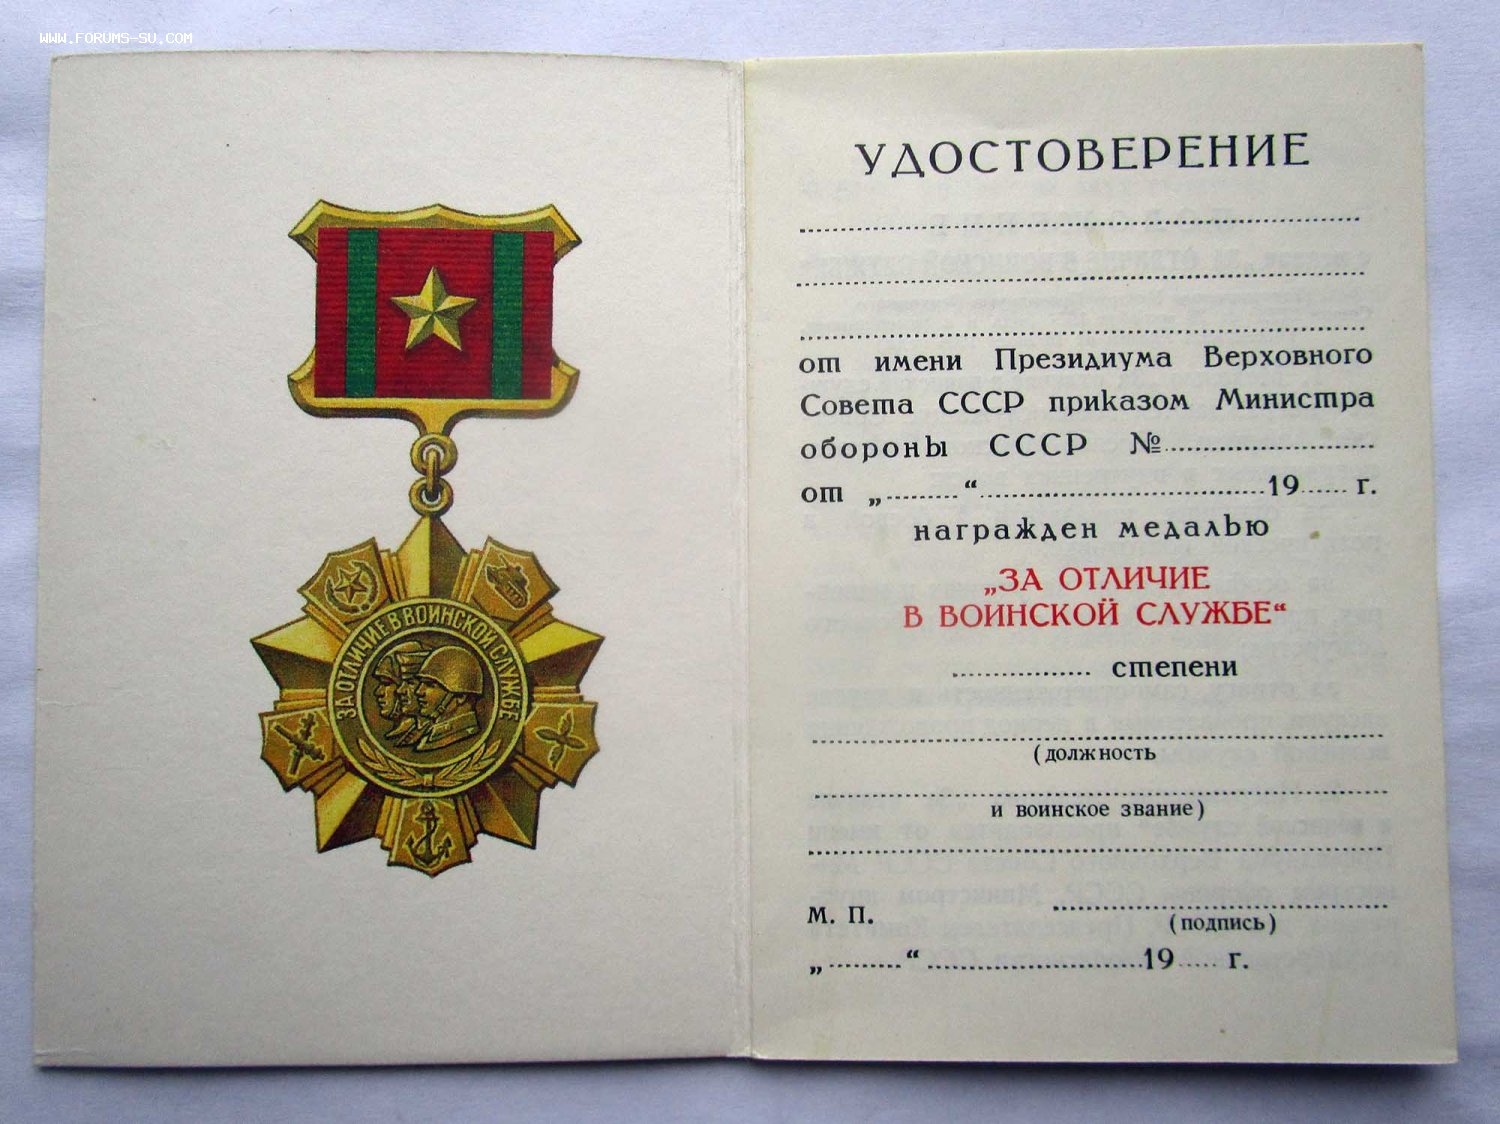 WWW.FORUMS-SU.COM
ЗА ОТЛИЧИЕ В ВОИНСКОЙ СЛУЖБЕ
УДОСТОВЕРЕНИЕ
от имени Президиума Верховного
Совета СССР приказом Министра
обороны СССР №
от „ “ 19 г.
награжден медалью
„ЗА ОТЛИЧИЕ
В ВОИНСКОЙ СЛУЖБЕ“
степени
(должность
и воинское звание)
М. П.
(подпись)
„ “ 19 г.